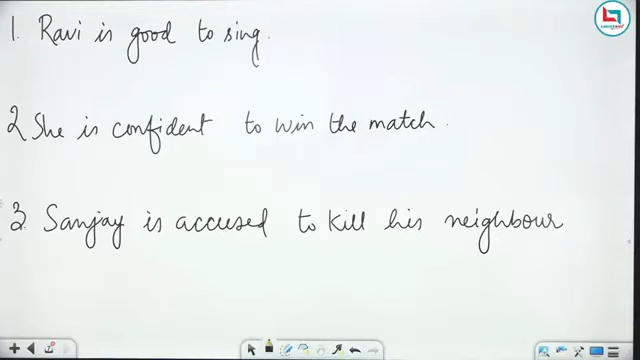 1. Ravi is good to sing.
2. She is confident to win the match.
3. Sanjay is accused to kill his neighbour